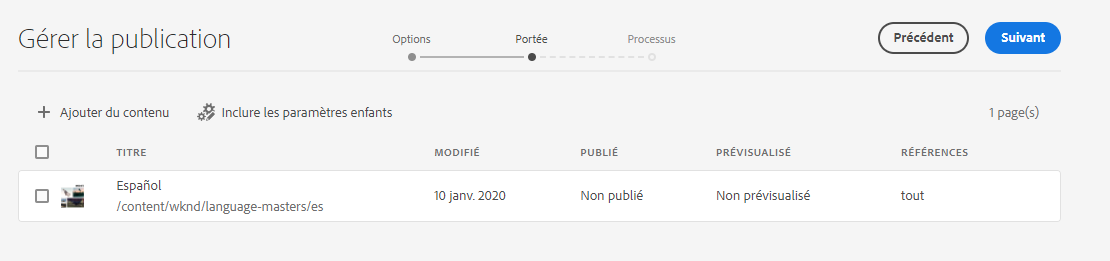 Gérer la publication
Options
Portée
Processus
Précédent
Suivant
Ajouter du contenu
Inclure les paramètres enfants
1 page(s)
TITRE
MODIFIÉ
PUBLIÉ
PRÉVISUALISÉ
RÉFÉRENCES
Español
/content/wknd/language-masters/es
10 janv. 2020
Non publié
Non prévisualisé
tout